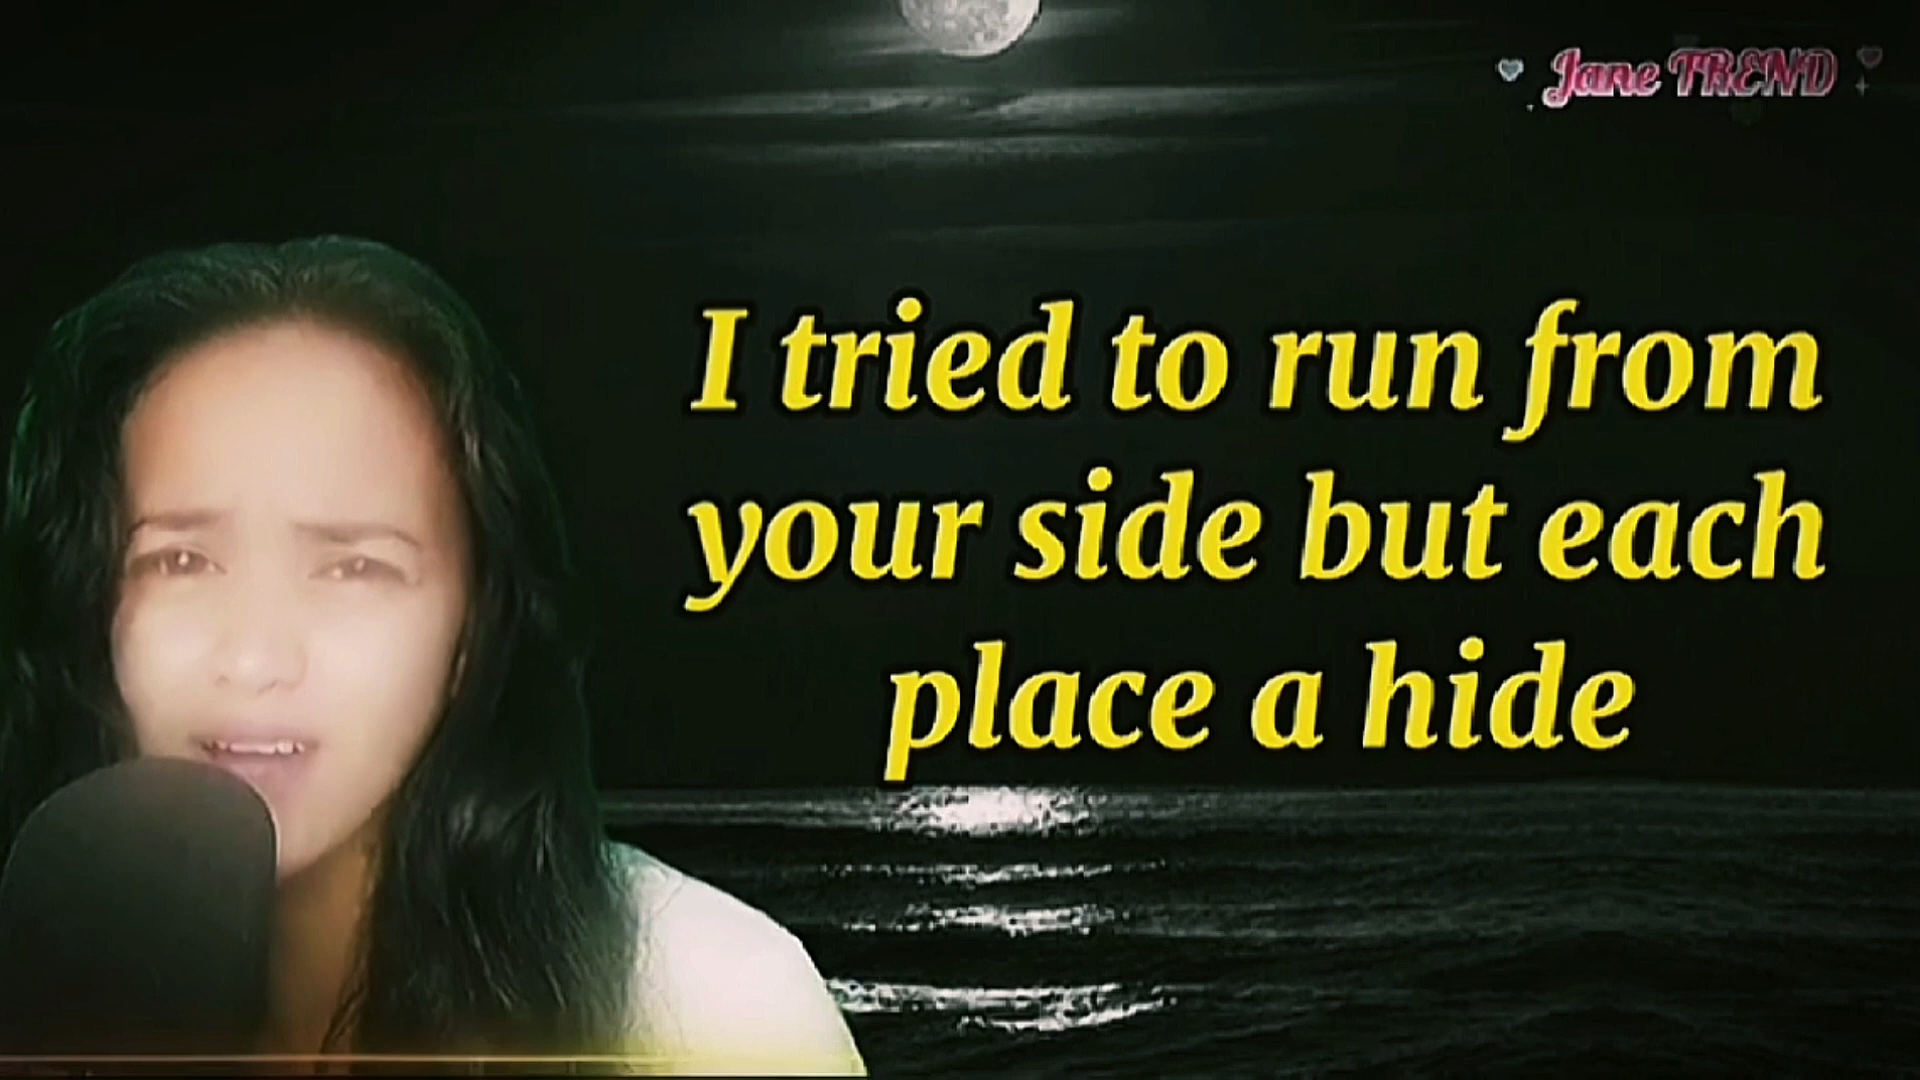 Jane TREND
I tried to run from
your side but each
place a hide